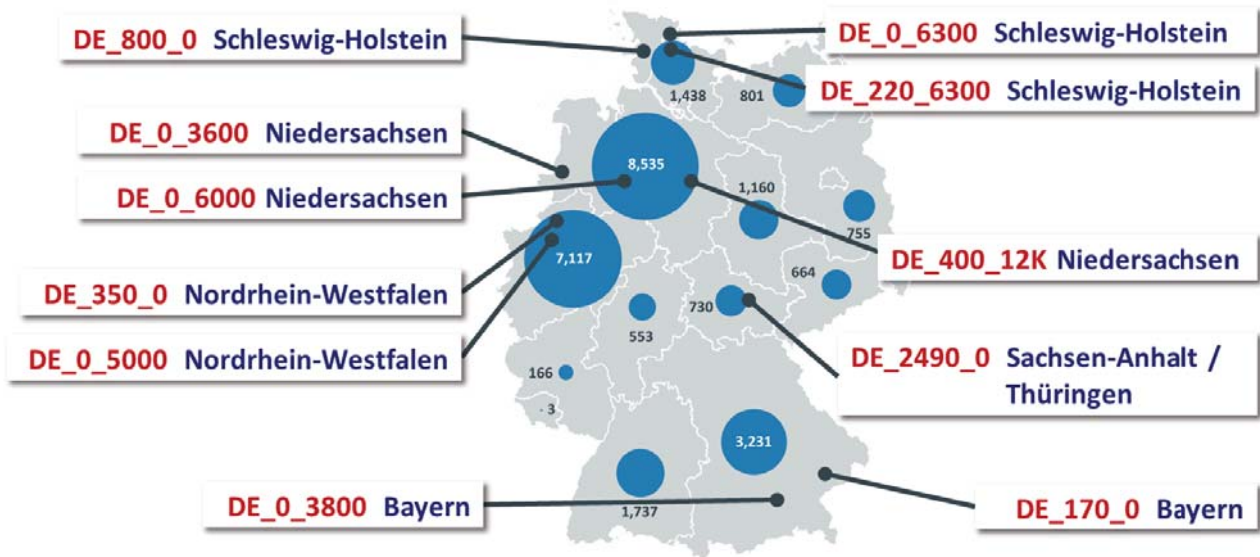 DE_800_0 Schleswig-Holstein
DE_0_6300 Schleswig-Holstein
DE_220_6300 Schleswig-Holstein
1,438
801
DE_0_3600 Niedersachsen
8,535
DE_0_6000 Niedersachsen
1,160
755
7,117
DE_400_12K Niedersachsen
664
DE_350_0 Nordrhein-Westfalen
730
553
DE_0_5000 Nordrhein-Westfalen
DE_2490_0 Sachsen-Anhalt /
Thüringen
166
3
3,231
DE_0_3800 Bayern
1,737
DE_170_0 Bayern